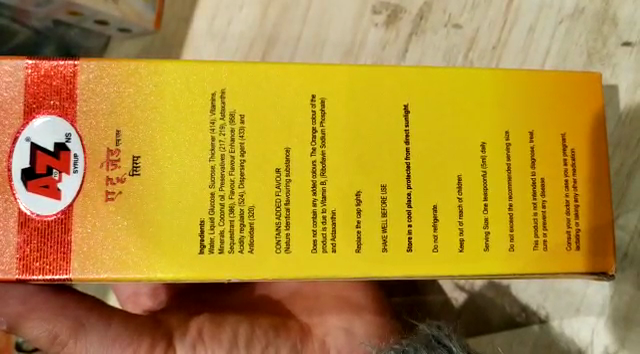 A to Z NS
®
SYRUP
ए टू ज़ेड एन एस
सिरप
Ingredients:
Water, Liquid Glucose, Sucrose, Thickener (414), Vitamins,
Minerals, Coconut oil, Preservatives (217, 219), Astaxanthin,
Sequestrant (386), Flavour, Flavour Enhancer (958),
Acidity regulator (524), Dispersing agent (433) and
Antioxidant (320).
CONTAINS ADDED FLAVOUR
(Nature Identical flavouring substance)
Does not contain any added colours. The Orange colour of the
product is due to Vitamin B₂ (Riboflavin Sodium Phosphate)
and Astaxanthin.
Replace the cap tightly.
SHAKE WELL BEFORE USE
Store in a cool place, protected from direct sunlight.
Do not refrigerate.
Keep out of reach of children.
Serving Size: One teaspoonful (5ml) daily
Do not exceed the recommended serving size.
This product is not intended to diagnose, treat,
cure or prevent any disease.
Consult your doctor in case you are pregnant,
lactating or taking any other medication.